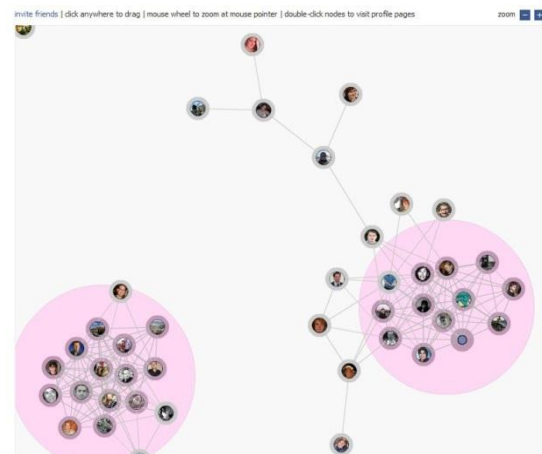 invite friends | click anywhere to drag | mouse wheel to zoom at mouse pointer | double-click nodes to visit profile pages
zoom − +